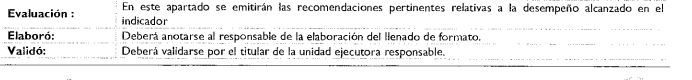 Evaluación : En este apartado se emitirán las recomendaciones pertinentes relativas a la desempeño alcanzado en el
indicador
Elaboró: Deberá anotarse al responsable de la elaboración del llenado de formato.
Validó: Deberá validarse por el titular de la unidad ejecutora responsable.